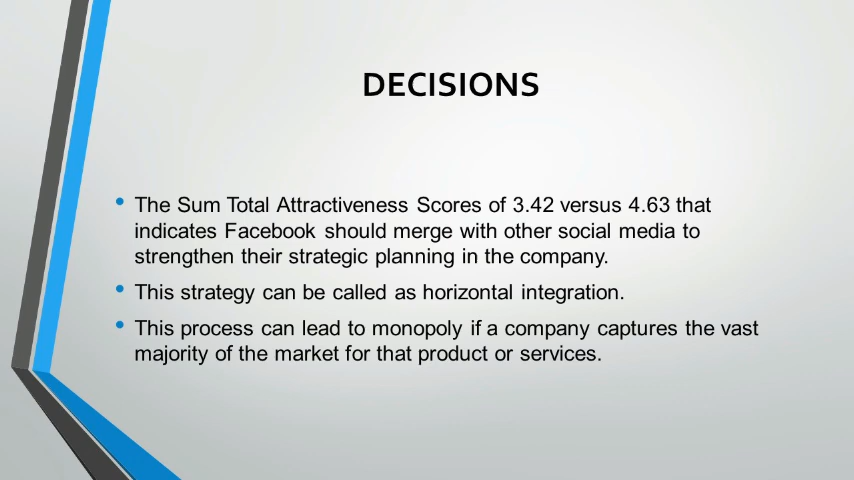 DECISIONS
• The Sum Total Attractiveness Scores of 3.42 versus 4.63 that
indicates Facebook should merge with other social media to
strengthen their strategic planning in the company.
• This strategy can be called as horizontal integration.
• This process can lead to monopoly if a company captures the vast
majority of the market for that product or services.